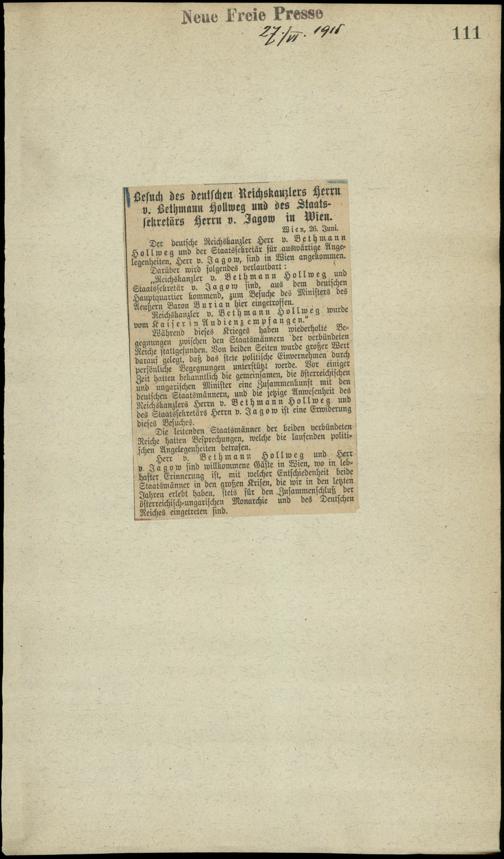 Neue Freie Presse
27./VI. 1915
111
Besuch des deutschen Reichskanzlers Herrn
v. Bethmann Hollweg und des Staats-
sekretärs Herrn v. Jagow in Wien.
Wien, 26. Juni.
Der deutsche Reichskanzler Herr v. Bethmann
Hollweg und der Staatssekretär für auswärtige Ange-
legenheiten, Herr v. Jagow, sind in Wien angekommen.
Darüber wird folgendes verlautbart:
„Reichskanzler v. Bethmann Hollweg und
Staatssekretär v. Jagow sind, aus dem deutschen
Hauptquartier kommend, zum Besuche des Ministers des
Aeußern Baron Burian hier eingetroffen.
Reichskanzler v. Bethmann Hollweg wurde
vom Kaiser in Audienz empfangen.“
Während dieses Krieges haben wiederholte Be-
gegnungen zwischen den Staatsmännern der verbündeten
Reiche stattgefunden. Von beiden Seiten wurde großer Wert
darauf gelegt, daß das stete politische Einvernehmen durch
persönliche Begegnungen unterstützt werde. Vor einiger
Zeit hatten bekanntlich die gemeinsamen, die österreichischen
und ungarischen Minister eine Zusammenkunft mit den
deutschen Staatsmännern, und die jetzige Anwesenheit des
Reichskanzlers Herrn v. Bethmann Hollweg und
des Staatssekretärs Herrn v. Jagow ist eine Erwiderung
dieses Besuches.
Die leitenden Staatsmänner der beiden verbündeten
Reiche hatten Besprechungen, welche die laufenden politi-
schen Angelegenheiten betrafen.
Herr v. Bethmann Hollweg und Herr
v. Jagow sind willkommene Gäste in Wien, wo in leb-
hafter Erinnerung ist, mit welcher Entschiedenheit beide
Staatsmänner in den großen Krisen, die wir in den letzten
Jahren erlebt haben, stets für den Zusammenschluß der
österreichisch-ungarischen Monarchie und des Deutschen
Reiches eingetreten sind.